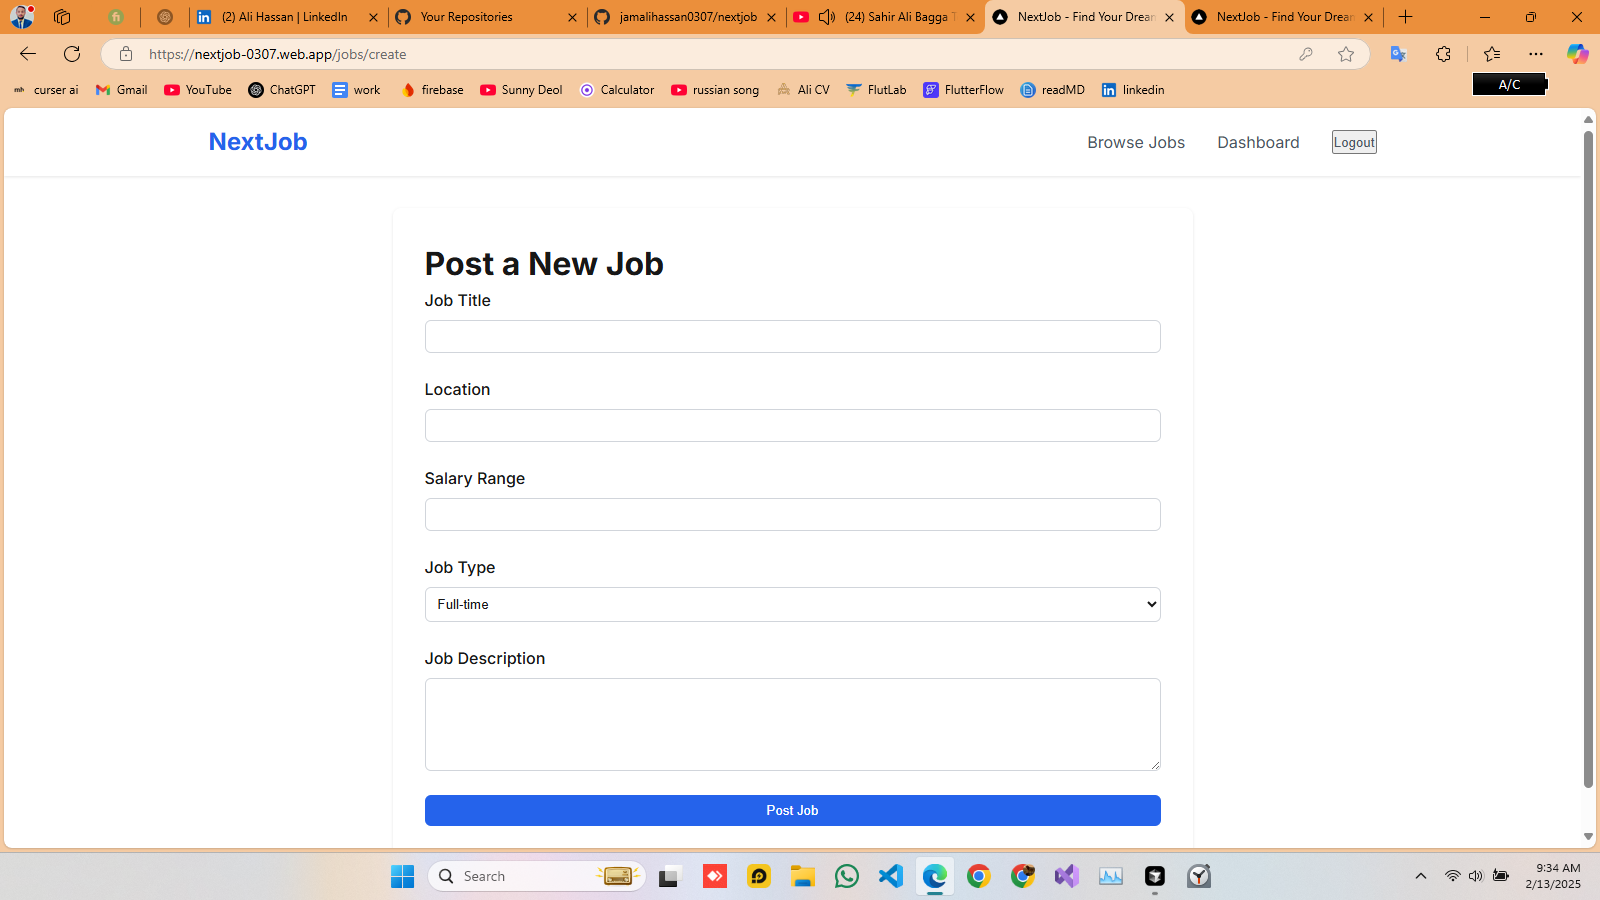 (2) Ali Hassan | LinkedIn
Your Repositories
jamalihassan0307/nextjob
(24) Sahir Ali Bagga
NextJob - Find Your Drean
NextJob - Find Your Drean
https://nextjob-0307.web.app/jobs/create
curser ai
Gmail
YouTube
ChatGPT
work
firebase
Sunny Deol
Calculator
russian song
Ali CV
FlutLab
FlutterFlow
readMD
linkedin
A/C
NextJob
Browse Jobs
Dashboard
Logout
Post a New Job
Job Title
Location
Salary Range
Job Type
Full-time
Job Description
Post Job
Search
9:34 AM
2/13/2025